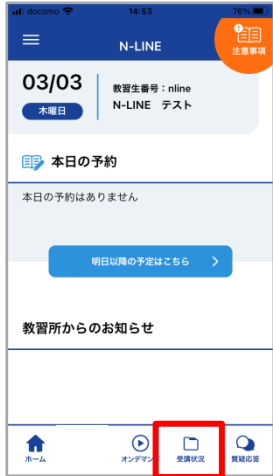 docomo 14:53 76%
N-LINE
注意事項
03/03
木曜日
教習生番号：nline
N-LINE テスト
本日の予約
本日の予約はありません
明日以降の予定はこちら
教習所からのお知らせ
ホーム
オンデマンド
受講状況
質疑応答